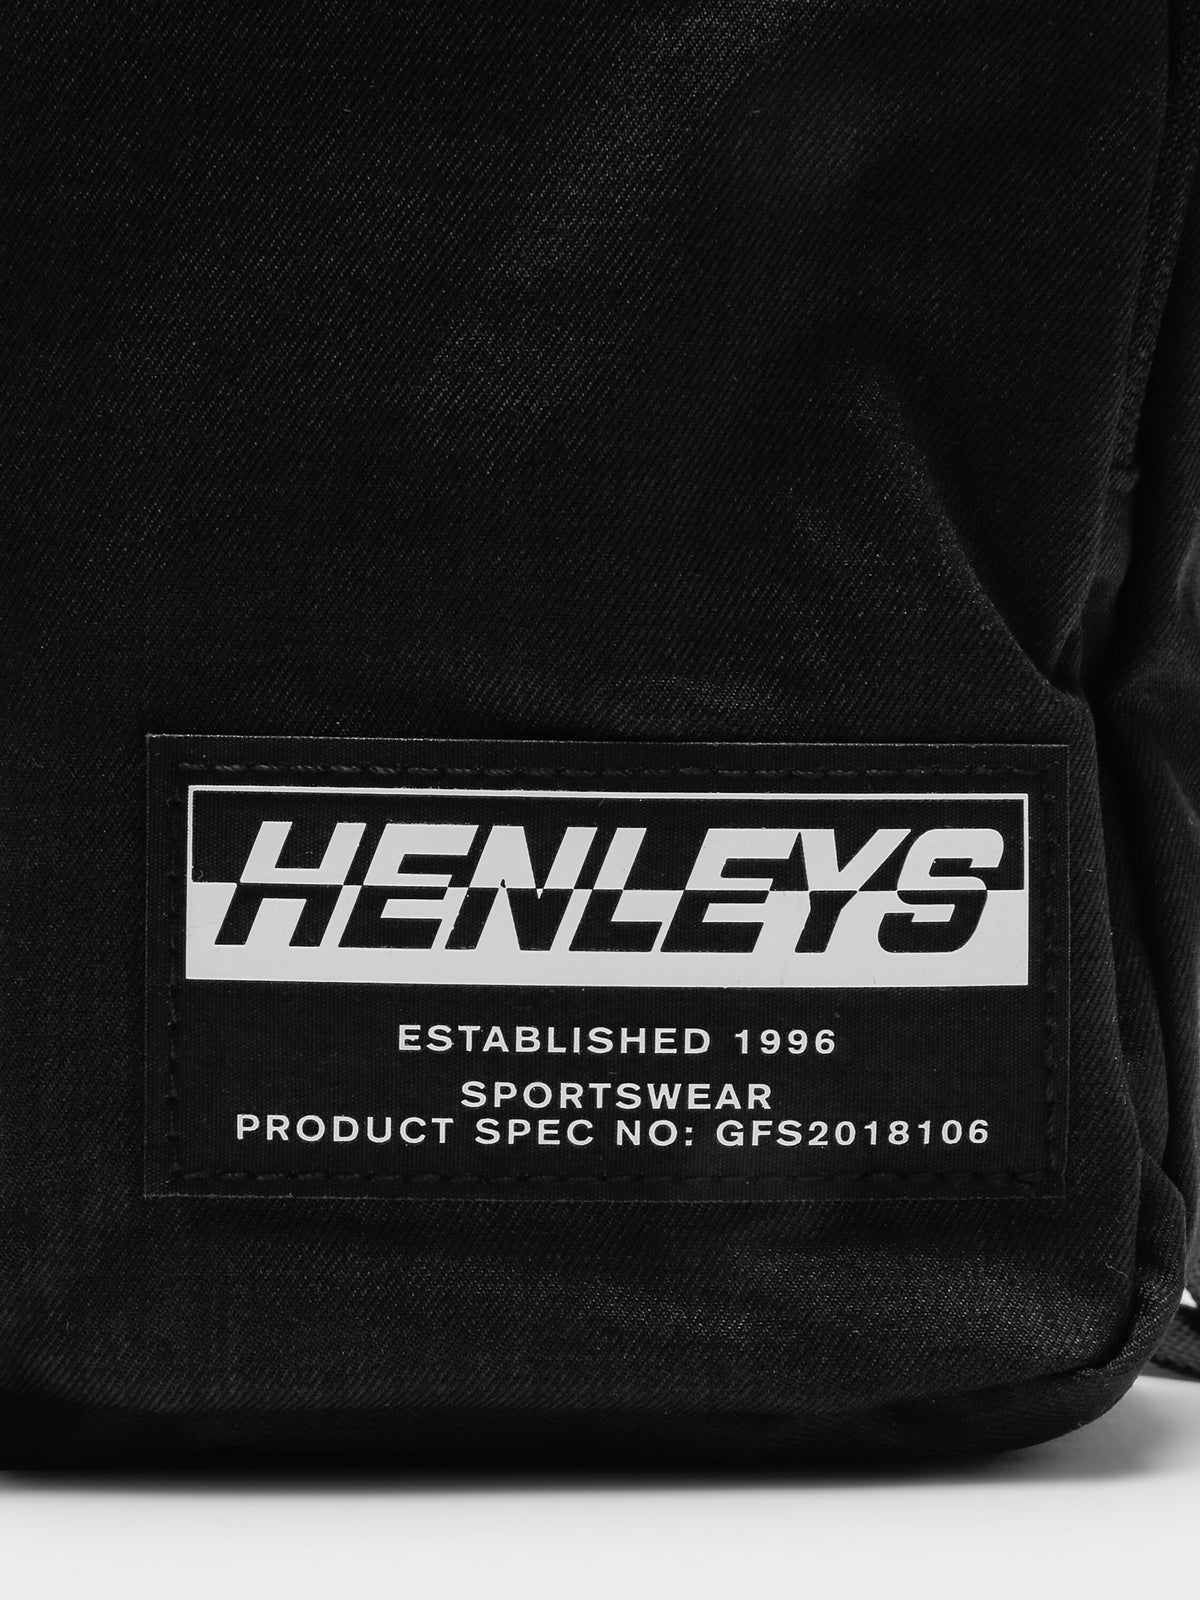 HENLEYS
ESTABLISHED 1996
SPORTSWEAR
PRODUCT SPEC NO: GFS2018106